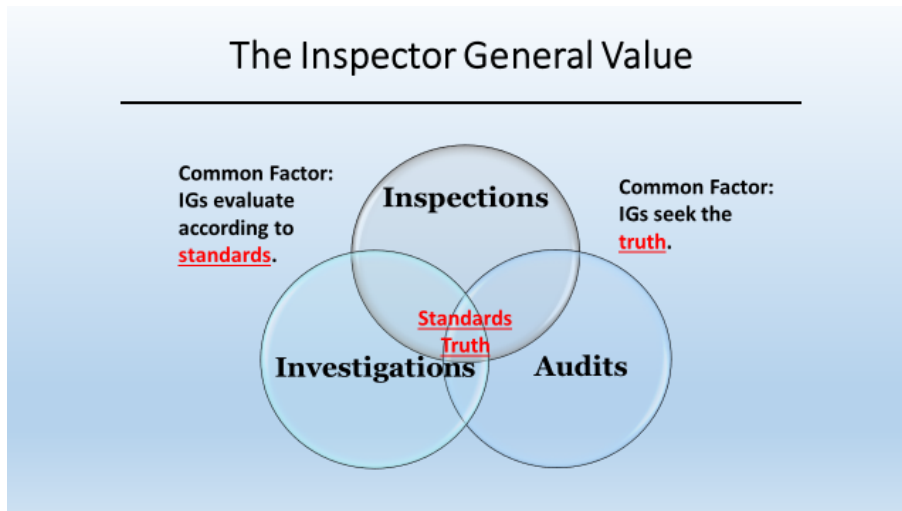 The Inspector General Value
Common Factor:
IGs evaluate
according to
standards.
Inspections
Common Factor:
IGs seek the
truth.
Standards
Truth
Investigations
Audits